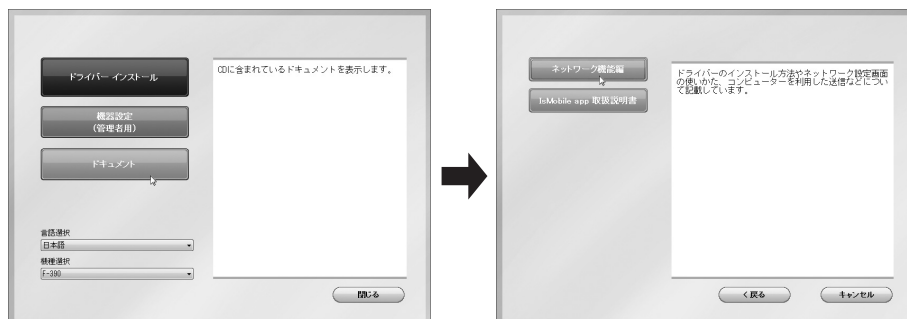 ドライバー インストール
機器設定
(管理者用)
ドキュメント
言語選択
日本語
機種選択
F-390
CDに含まれているドキュメントを表示します。
閉じる
ネットワーク機能編
IsMobile app 取扱説明書
ドライバーのインストール方法やネットワーク設定画面
の使いかた、コンピューターを利用した送信などについ
て記載しています。
< 戻る
キャンセル